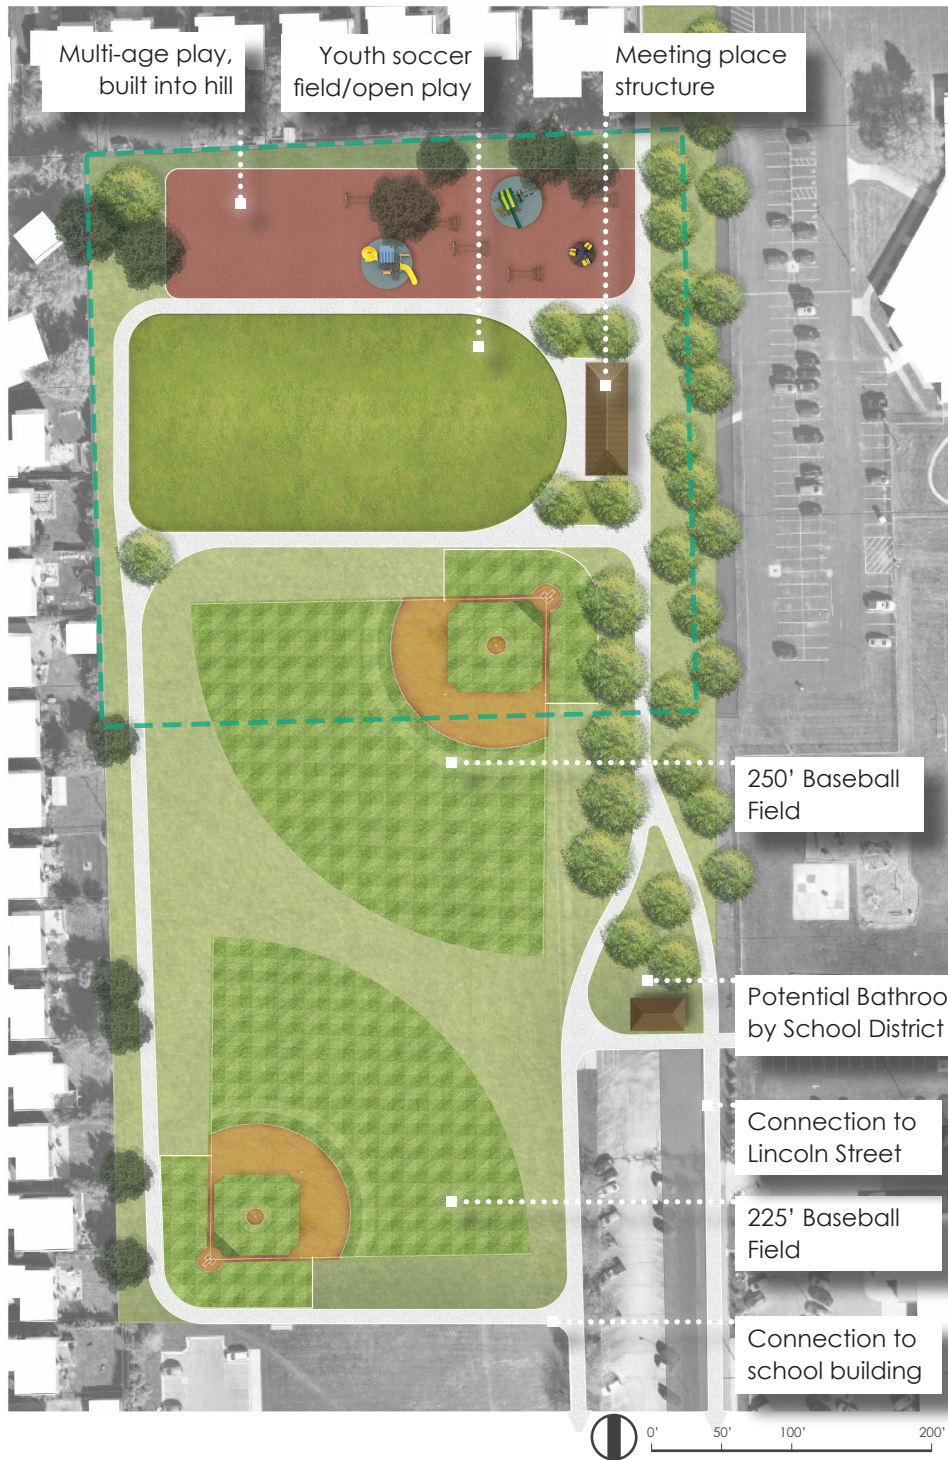 Multi-age play,
built into hill
Youth soccer
field/open play
Meeting place
structure
250’ Baseball
Field
Potential Bathroo
by School District
Connection to
Lincoln Street
225’ Baseball
Field
Connection to
school building
0’ 50’ 100’ 200’